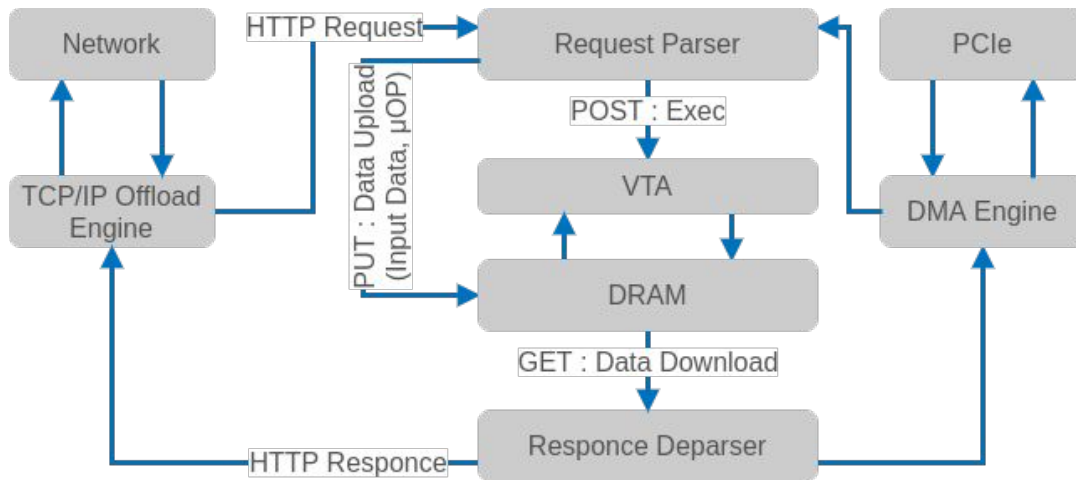 HTTP Request
Network
Request Parser
PCIe
PUT : Data Upload
(Input Data, μOP)
POST : Exec
TCP/IP Offload
Engine
VTA
DMA Engine
DRAM
GET : Data Download
Responce Deparser
HTTP Responce